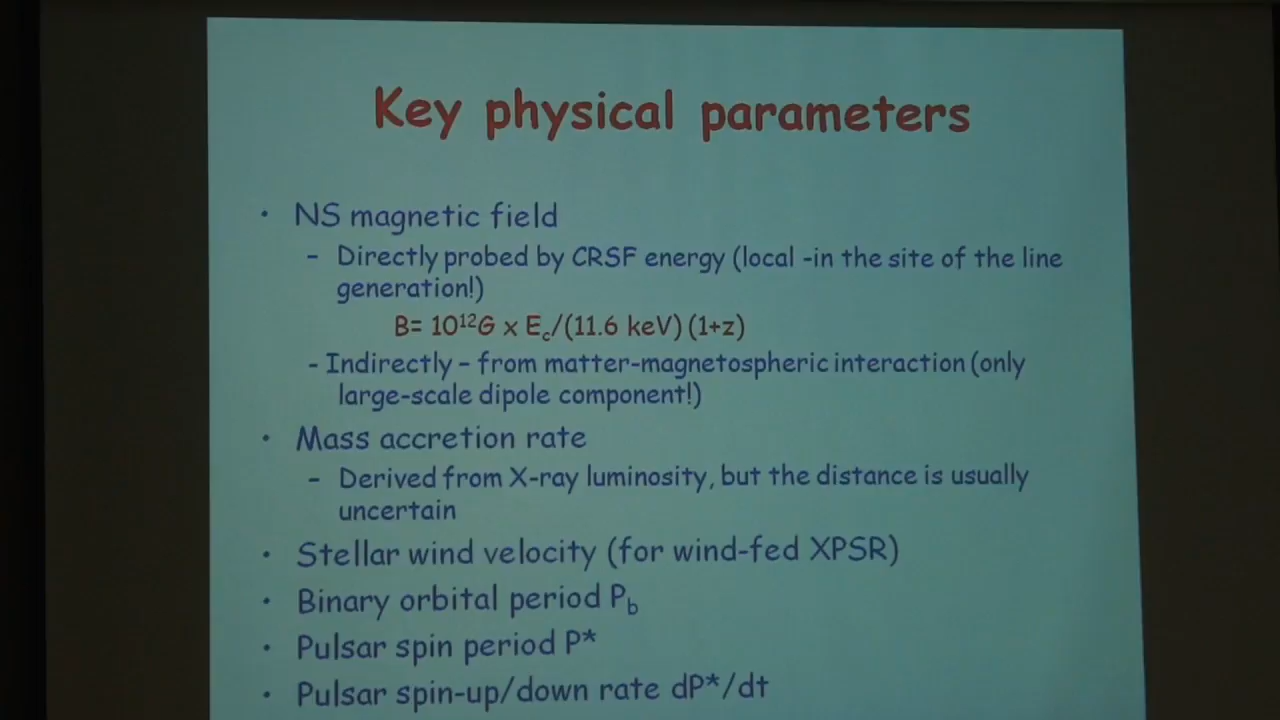 Key physical parameters
• NS magnetic field
– Directly probed by CRSF energy (local -in the site of the line
generation!)
B= 10¹²G x E_c/(11.6 keV) (1+z)
- Indirectly – from matter-magnetospheric interaction (only
large-scale dipole component!)
• Mass accretion rate
– Derived from X-ray luminosity, but the distance is usually
uncertain
• Stellar wind velocity (for wind-fed XPSR)
• Binary orbital period P_b
• Pulsar spin period P*
• Pulsar spin-up/down rate dP*/dt